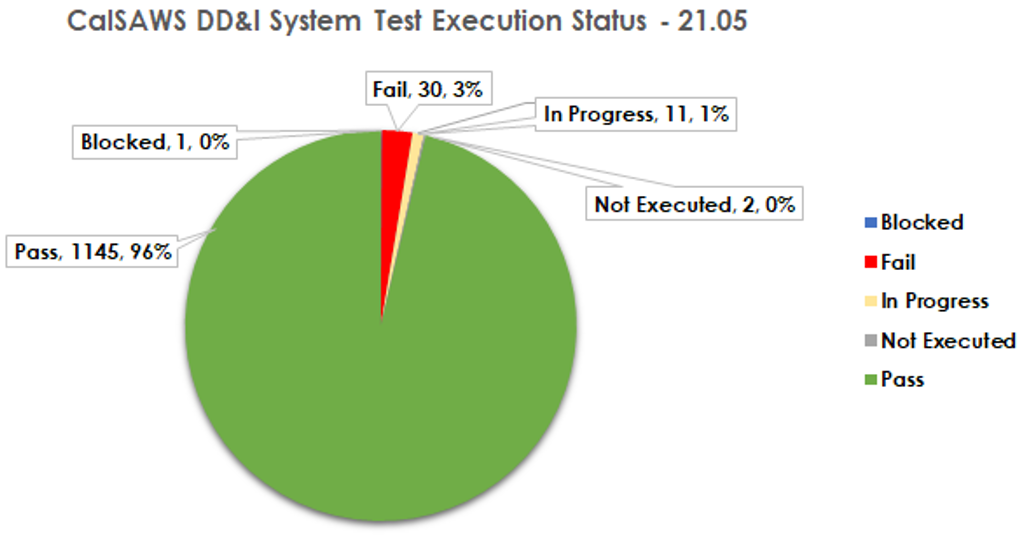 CalSAWS DD&I System Test Execution Status - 21.05
Fail, 30, 3%
In Progress, 11, 1%
Blocked, 1, 0%
Not Executed, 2, 0%
Pass, 1145, 96%
Blocked
Fail
In Progress
Not Executed
Pass